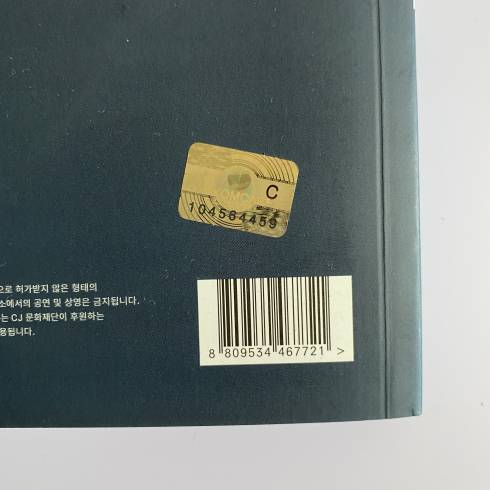 C
104584459
으로 허가받지 않은 형태의
소에서의 공연 및 상영은 금지됩니다.
는 CJ 문화재단이 후원하는
용됩니다.
8 809534 467721 >